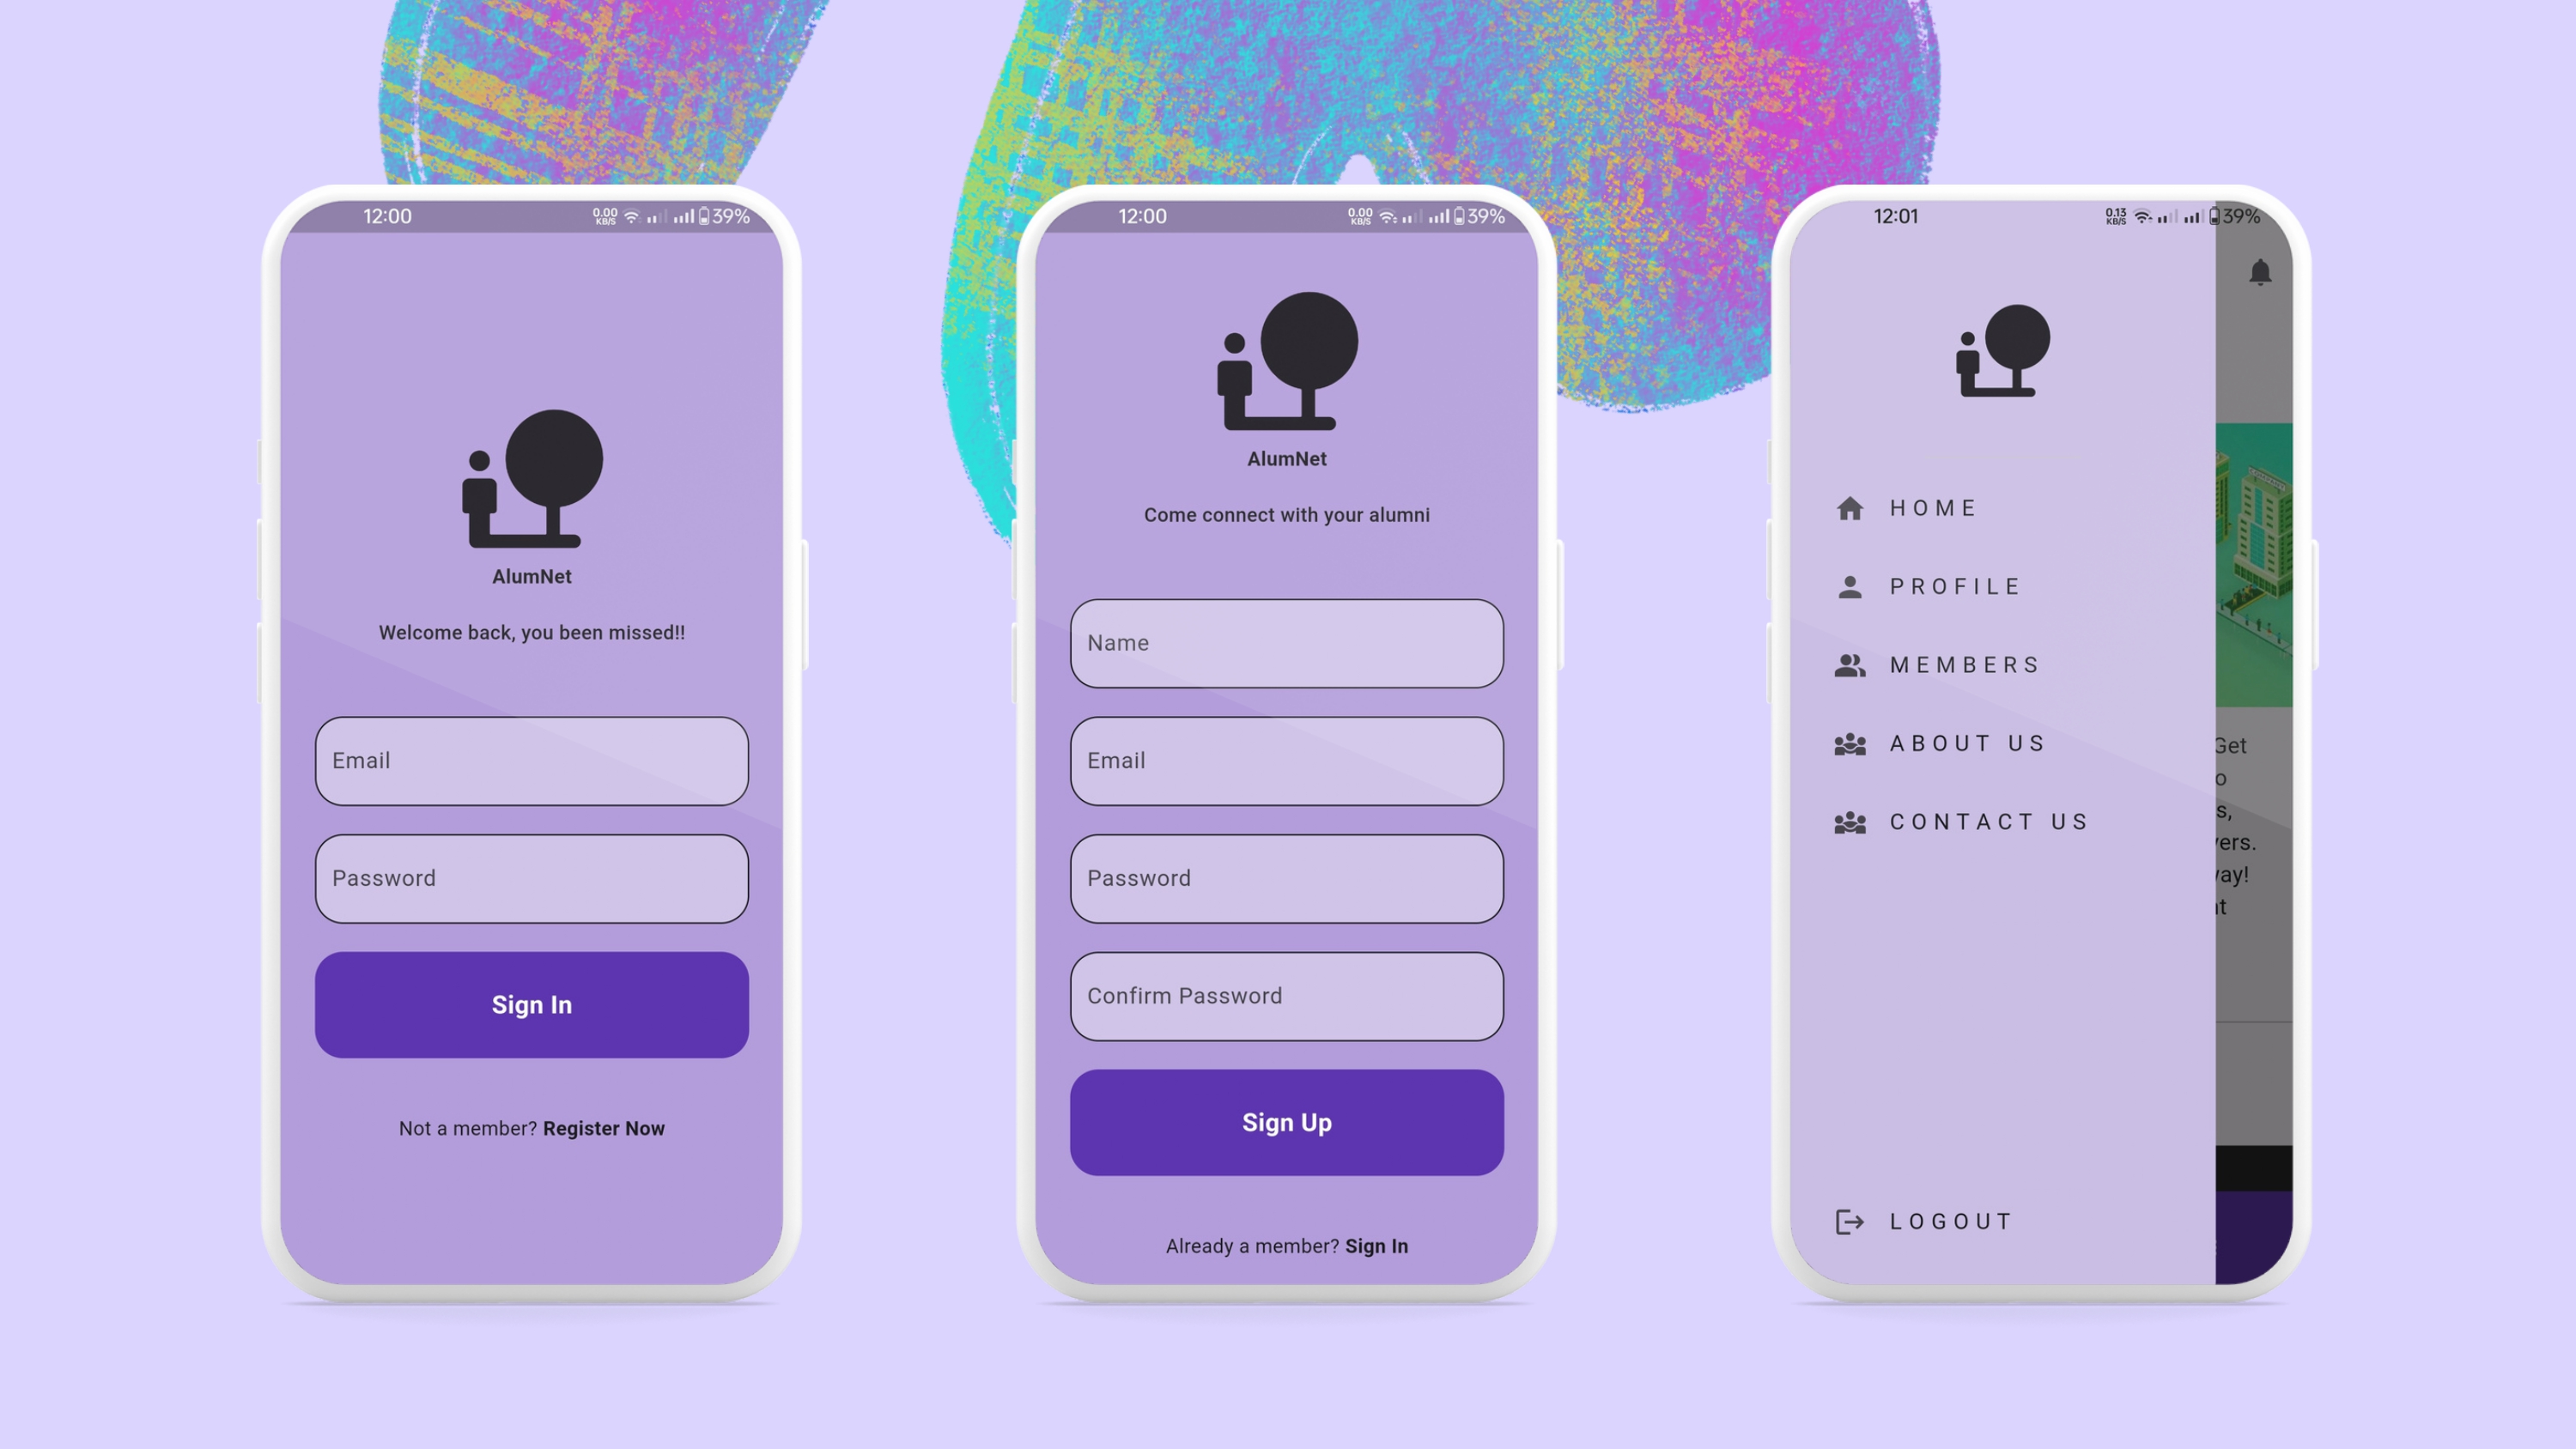 12:00
0.00 KB/S
39%
AlumNet
Welcome back, you been missed!!
Email
Password
Sign In
Not a member? Register Now
12:00
0.00 KB/S
39%
AlumNet
Come connect with your alumni
Name
Email
Password
Confirm Password
Sign Up
Already a member? Sign In
12:01
0.13 KB/S
39%
HOME
PROFILE
MEMBERS
ABOUT US
CONTACT US
LOGOUT
Get
o
s,
ers.
ay!